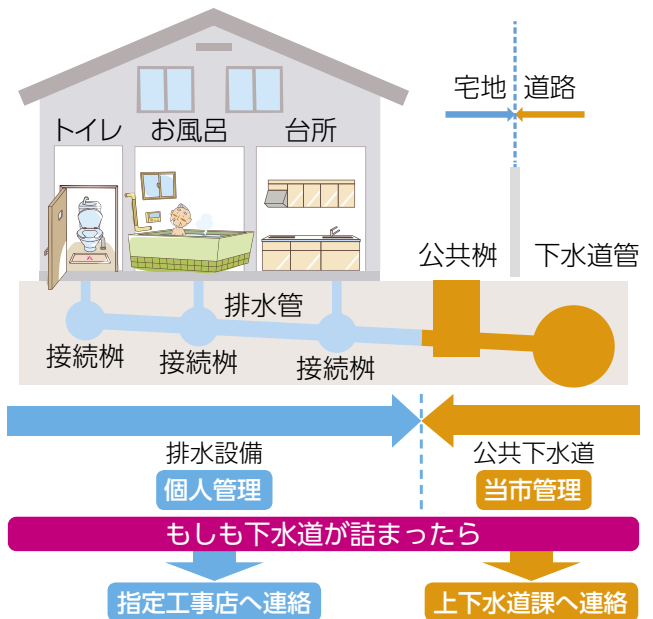 宅地 道路
トイレ お風呂 台所
公共桝 下水道管
排水管
接続桝 接続桝 接続桝
排水設備 公共下水道
個人管理 当市管理
もしも下水道が詰まったら
指定工事店へ連絡 上下水道課へ連絡